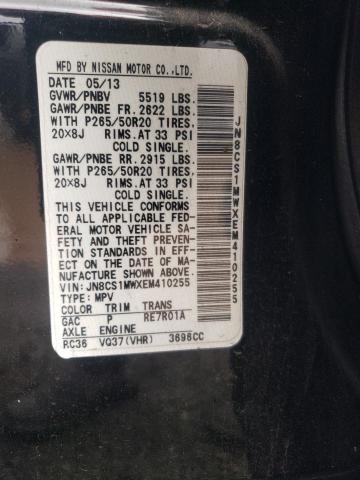 MFD BY NISSAN MOTOR CO.,LTD.
DATE 05/13
GVWR/PNBV 5519 LBS.
GAWR/PNBE FR. 2622 LBS.
WITH P265/50R20 TIRES,
20X8J RIMS.AT 33 PSI
COLD SINGLE.
GAWR/PNBE RR. 2915 LBS.
WITH P265/50R20 TIRES,
20X8J RIMS.AT 33 PSI
COLD SINGLE.
THIS VEHICLE CONFORMS
TO ALL APPLICABLE FED-
ERAL MOTOR VEHICLE SA-
FETY AND THEFT PREVEN-
TION STANDARDS IN EFF-
ECT ON THE DATE OF MA-
NUFACTURE SHOWN ABOVE.
VIN: JN8CS1MWXEM410255
TYPE: MPV
COLOR TRIM TRANS
GAC P RE7R01A
AXLE ENGINE
RC36 VQ37(VHR) 3696CC
JN8CS1MWXEM410255